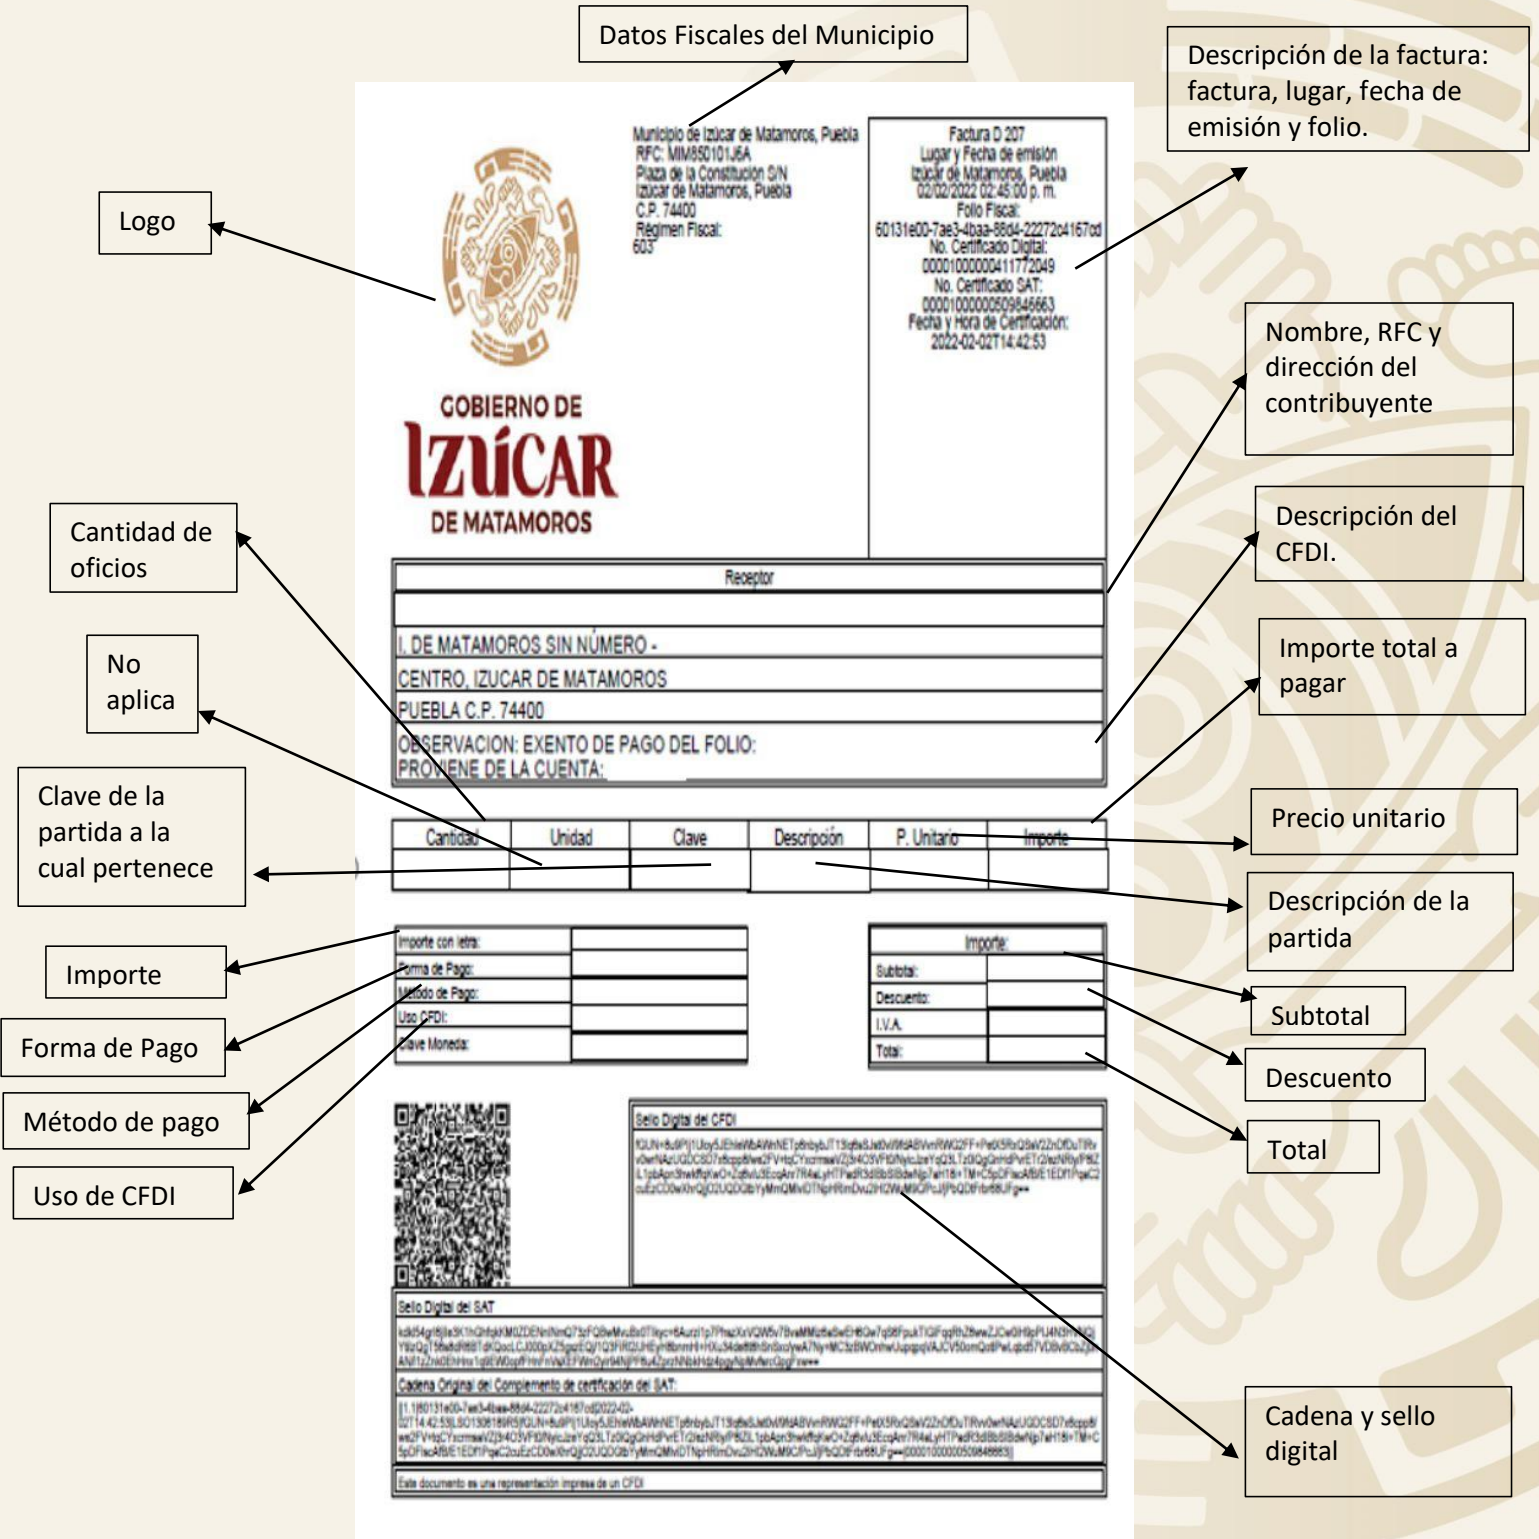 Datos Fiscales del Municipio
Descripción de la factura:
factura, lugar, fecha de
emisión y folio.
Logo
Municipio de Izúcar de Matamoros, Puebla
RFC: MIM850101J6A
Plaza de la Constitución S/N
Izúcar de Matamoros, Puebla
C.P. 74400
Régimen Fiscal:
603
Factura D 207
Lugar y Fecha de emisión
Izúcar de Matamoros, Puebla
02/02/2022 02:45:00 p. m.
Folio Fiscal:
60131e00-7ae3-4baa-88d4-22272c4167cd
No. Certificado Digital:
00001000000411772049
No. Certificado SAT:
00001000000509846663
Fecha y Hora de Certificación:
2022-02-02T14:42:53
GOBIERNO DE
IZÚCAR
DE MATAMOROS
Nombre, RFC y
dirección del
contribuyente
Cantidad de
oficios
Descripción del
CFDI.
Receptor
I. DE MATAMOROS SIN NÚMERO -
CENTRO, IZUCAR DE MATAMOROS
PUEBLA C.P. 74400
OBSERVACION: EXENTO DE PAGO DEL FOLIO:
PROVIENE DE LA CUENTA:
No
aplica
Importe total a
pagar
Clave de la
partida a la
cual pertenece
Precio unitario
Cantidad Unidad Clave Descripción P. Unitario Importe
Descripción de la
partida
Importe
Importe con letra:
Forma de Pago:
Método de Pago:
Uso CFDI:
Clave Moneda:
Importe:
Subtotal:
Descuento:
I.V.A.
Total:
Subtotal
Forma de Pago
Descuento
Método de pago
Total
Uso de CFDI
Sello Digital del CFDI
Sello Digital del SAT
Cadena Original del Complemento de certificación del SAT:
Cadena y sello
digital
Este documento es una representación impresa de un CFDI